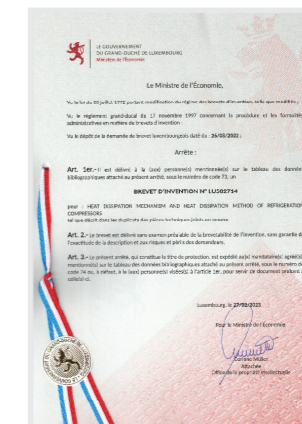 LE GOUVERNEMENT
DU GRAND-DUCHÉ DE LUXEMBOURG
Ministère de l'Économie
Le Ministre de l'Économie,
Vu la loi du 20 juillet 1992 portant modification du régime des brevets d'invention, telle que modifiée ;
Vu le règlement grand-ducal du 17 novembre 1997 concernant la procédure et les formalités
administratives en matière de brevets d'invention
Vu le dépôt de la demande de brevet luxembourgeois daté du : 26/08/2022 ;
Arrête :
Art. 1er.- Il est délivré à la (aux) personne(s) mentionnée(s) sur le tableau des données
bibliographiques attaché au présent arrêté, sous le numéro de code 73, un
BREVET D'INVENTION N° LU502714
pour : HEAT DISSIPATION MECHANISM AND HEAT DISSIPATION METHOD OF REFRIGERATION
COMPRESSORS
tel que décrit dans les duplicata des pièces techniques joints en annexe
Art. 2.- Le brevet est délivré sans examen préalable de la brevetabilité de l'invention, sans garantie de
l'exactitude de la description et aux risques et périls des demandeurs.
Art. 3.- Le présent arrêté, qui constitue le titre de protection, est expédié au(x) mandataire(s) agréé(s)
mentionné(s) sur le tableau des données bibliographiques attaché au présent arrêté, sous le numéro de
code 74 ou, à défaut, à la (aux) personne(s) visée(s) à l'article 1er, pour servir de document probant à
celle(s)-ci.
Luxembourg, le 27/02/2023
Pour le Ministre de l'Économie
Müller
Attachée
Office de la propriété intellectuelle